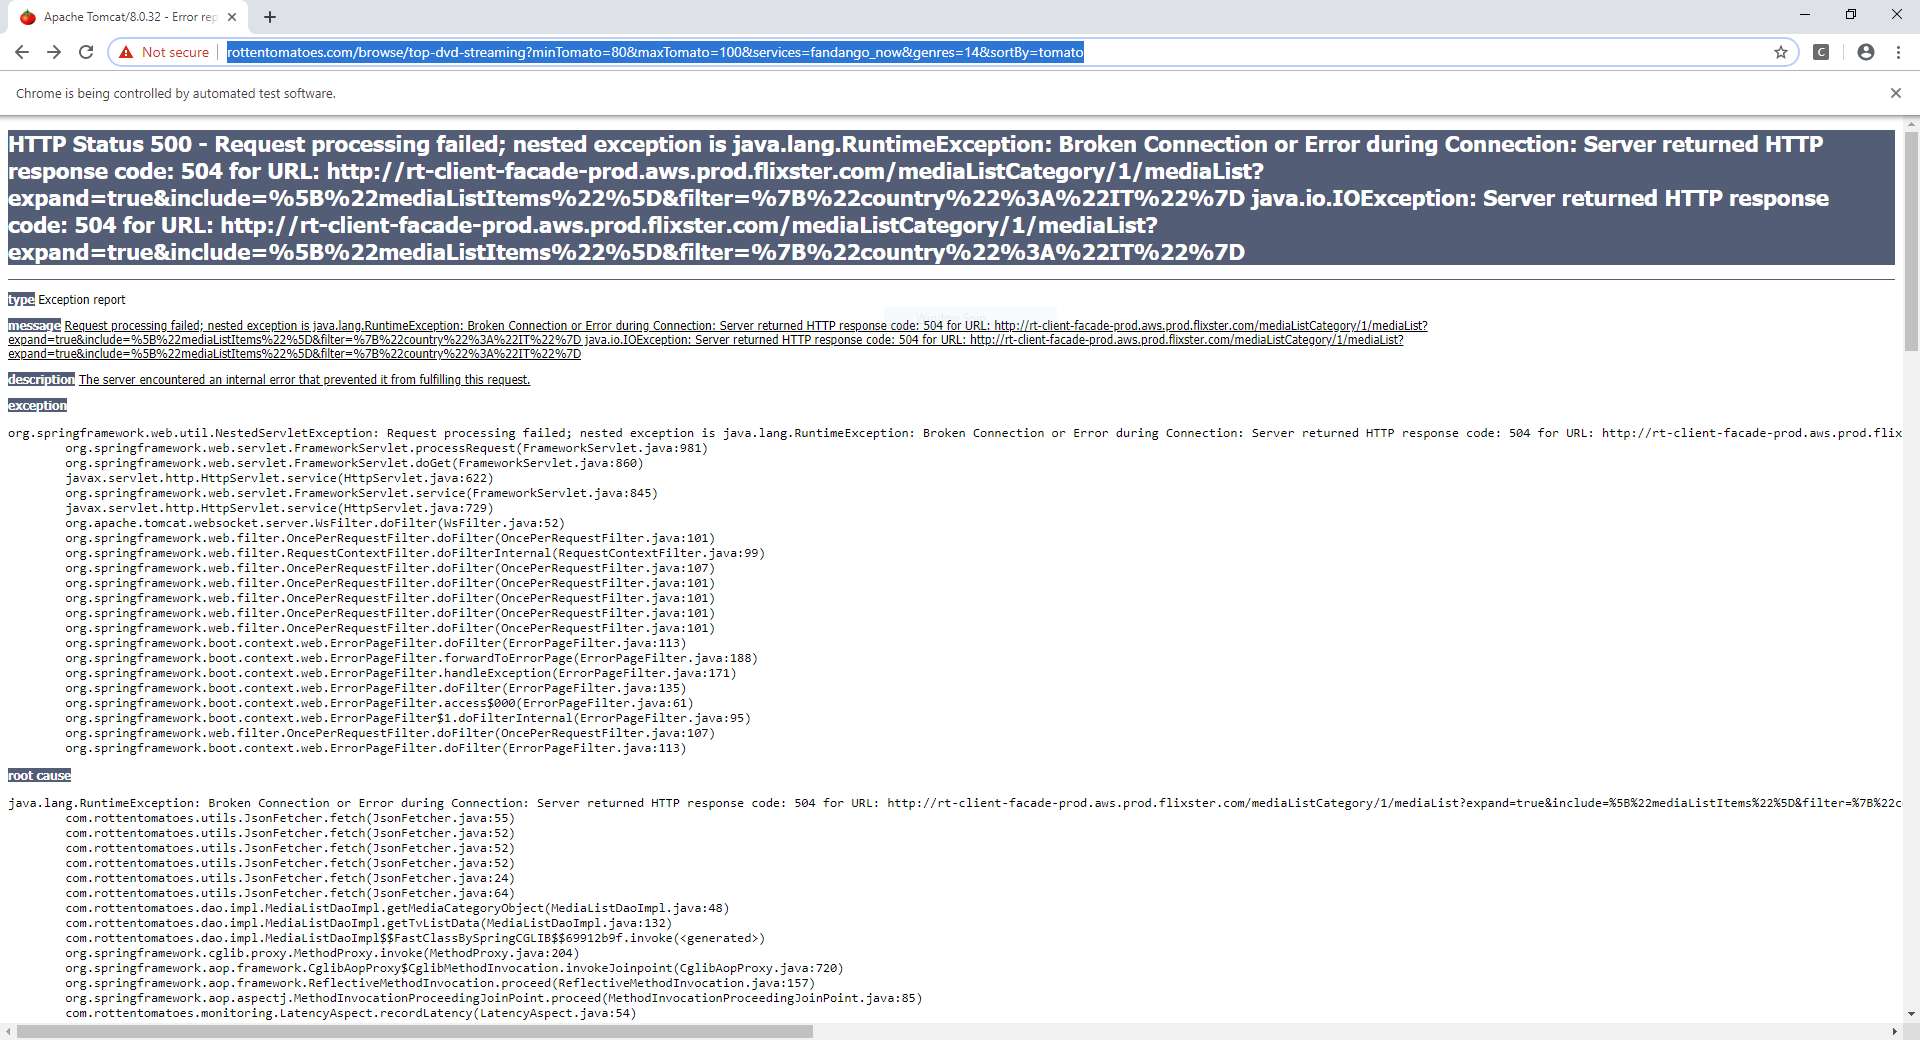 Apache Tomcat/8.0.32 - Error rep
Not secure
rottentomatoes.com/browse/top-dvd-streaming?minTomato=80&maxTomato=100&services=fandango_now&genres=14&sortBy=tomato
C
Chrome is being controlled by automated test software.
HTTP Status 500 - Request processing failed; nested exception is java.lang.RuntimeException: Broken Connection or Error during Connection: Server returned HTTP
response code: 504 for URL: http://rt-client-facade-prod.aws.prod.flixster.com/mediaListCategory/1/mediaList?
expand=true&include=%5B%22mediaListItems%22%5D&filter=%7B%22country%22%3A%22IT%22%7D java.io.IOException: Server returned HTTP response
code: 504 for URL: http://rt-client-facade-prod.aws.prod.flixster.com/mediaListCategory/1/mediaList?
expand=true&include=%5B%22mediaListItems%22%5D&filter=%7B%22country%22%3A%22IT%22%7D
type Exception report
message Request processing failed; nested exception is java.lang.RuntimeException: Broken Connection or Error during Connection: Server returned HTTP response code: 504 for URL: http://rt-client-facade-prod.aws.prod.flixster.com/mediaListCategory/1/mediaList?
expand=true&include=%5B%22mediaListItems%22%5D&filter=%7B%22country%22%3A%22IT%22%7D java.io.IOException: Server returned HTTP response code: 504 for URL: http://rt-client-facade-prod.aws.prod.flixster.com/mediaListCategory/1/mediaList?
expand=true&include=%5B%22mediaListItems%22%5D&filter=%7B%22country%22%3A%22IT%22%7D
description The server encountered an internal error that prevented it from fulfilling this request.
exception
org.springframework.web.util.NestedServletException: Request processing failed; nested exception is java.lang.RuntimeException: Broken Connection or Error during Connection: Server returned HTTP response code: 504 for URL: http://rt-client-facade-prod.aws.prod.flix
org.springframework.web.servlet.FrameworkServlet.processRequest(FrameworkServlet.java:981)
org.springframework.web.servlet.FrameworkServlet.doGet(FrameworkServlet.java:860)
javax.servlet.http.HttpServlet.service(HttpServlet.java:622)
org.springframework.web.servlet.FrameworkServlet.service(FrameworkServlet.java:845)
javax.servlet.http.HttpServlet.service(HttpServlet.java:729)
org.apache.tomcat.websocket.server.WsFilter.doFilter(WsFilter.java:52)
org.springframework.web.filter.OncePerRequestFilter.doFilter(OncePerRequestFilter.java:101)
org.springframework.web.filter.RequestContextFilter.doFilterInternal(RequestContextFilter.java:99)
org.springframework.web.filter.OncePerRequestFilter.doFilter(OncePerRequestFilter.java:107)
org.springframework.web.filter.OncePerRequestFilter.doFilter(OncePerRequestFilter.java:101)
org.springframework.web.filter.OncePerRequestFilter.doFilter(OncePerRequestFilter.java:101)
org.springframework.web.filter.OncePerRequestFilter.doFilter(OncePerRequestFilter.java:101)
org.springframework.web.filter.OncePerRequestFilter.doFilter(OncePerRequestFilter.java:101)
org.springframework.boot.context.web.ErrorPageFilter.doFilter(ErrorPageFilter.java:113)
org.springframework.boot.context.web.ErrorPageFilter.forwardToErrorPage(ErrorPageFilter.java:188)
org.springframework.boot.context.web.ErrorPageFilter.handleException(ErrorPageFilter.java:171)
org.springframework.boot.context.web.ErrorPageFilter.doFilter(ErrorPageFilter.java:135)
org.springframework.boot.context.web.ErrorPageFilter.access$000(ErrorPageFilter.java:61)
org.springframework.boot.context.web.ErrorPageFilter$1.doFilterInternal(ErrorPageFilter.java:95)
org.springframework.web.filter.OncePerRequestFilter.doFilter(OncePerRequestFilter.java:107)
org.springframework.boot.context.web.ErrorPageFilter.doFilter(ErrorPageFilter.java:113)
root cause
java.lang.RuntimeException: Broken Connection or Error during Connection: Server returned HTTP response code: 504 for URL: http://rt-client-facade-prod.aws.prod.flixster.com/mediaListCategory/1/mediaList?expand=true&include=%5B%22mediaListItems%22%5D&filter=%7B%22c
com.rottentomatoes.utils.JsonFetcher.fetch(JsonFetcher.java:55)
com.rottentomatoes.utils.JsonFetcher.fetch(JsonFetcher.java:52)
com.rottentomatoes.utils.JsonFetcher.fetch(JsonFetcher.java:52)
com.rottentomatoes.utils.JsonFetcher.fetch(JsonFetcher.java:52)
com.rottentomatoes.utils.JsonFetcher.fetch(JsonFetcher.java:24)
com.rottentomatoes.utils.JsonFetcher.fetch(JsonFetcher.java:64)
com.rottentomatoes.dao.impl.MediaListDaoImpl.getMediaCategoryObject(MediaListDaoImpl.java:48)
com.rottentomatoes.dao.impl.MediaListDaoImpl.getTvListData(MediaListDaoImpl.java:132)
com.rottentomatoes.dao.impl.MediaListDaoImpl$$FastClassBySpringCGLIB$$69912b9f.invoke(<generated>)
org.springframework.cglib.proxy.MethodProxy.invoke(MethodProxy.java:204)
org.springframework.aop.framework.CglibAopProxy$CglibMethodInvocation.invokeJoinpoint(CglibAopProxy.java:720)
org.springframework.aop.framework.ReflectiveMethodInvocation.proceed(ReflectiveMethodInvocation.java:157)
org.springframework.aop.aspectj.MethodInvocationProceedingJoinPoint.proceed(MethodInvocationProceedingJoinPoint.java:85)
com.rottentomatoes.monitoring.LatencyAspect.recordLatency(LatencyAspect.java:54)